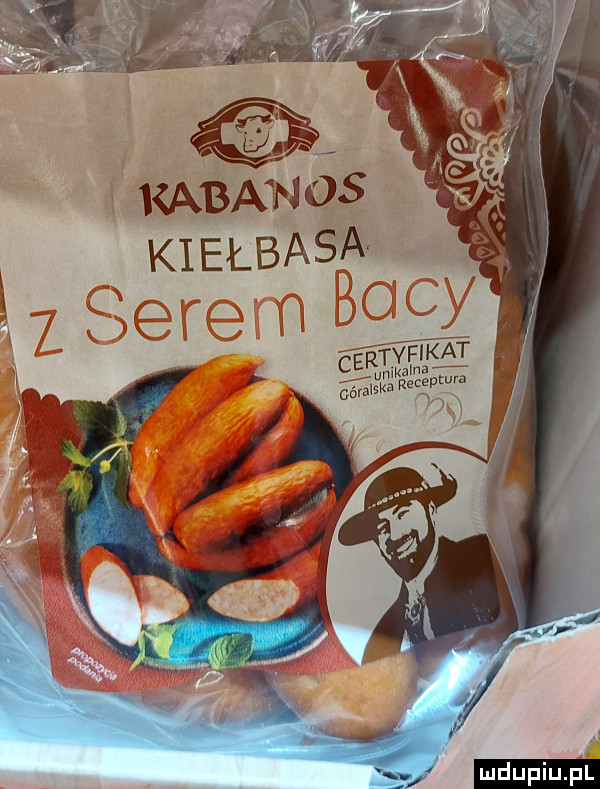 KABANOS
KIEŁBASA
z Serem Bacy
CERTYFIKAT
unikalna
Góralska Receptura
propozycja
podania
mdupiu.pl